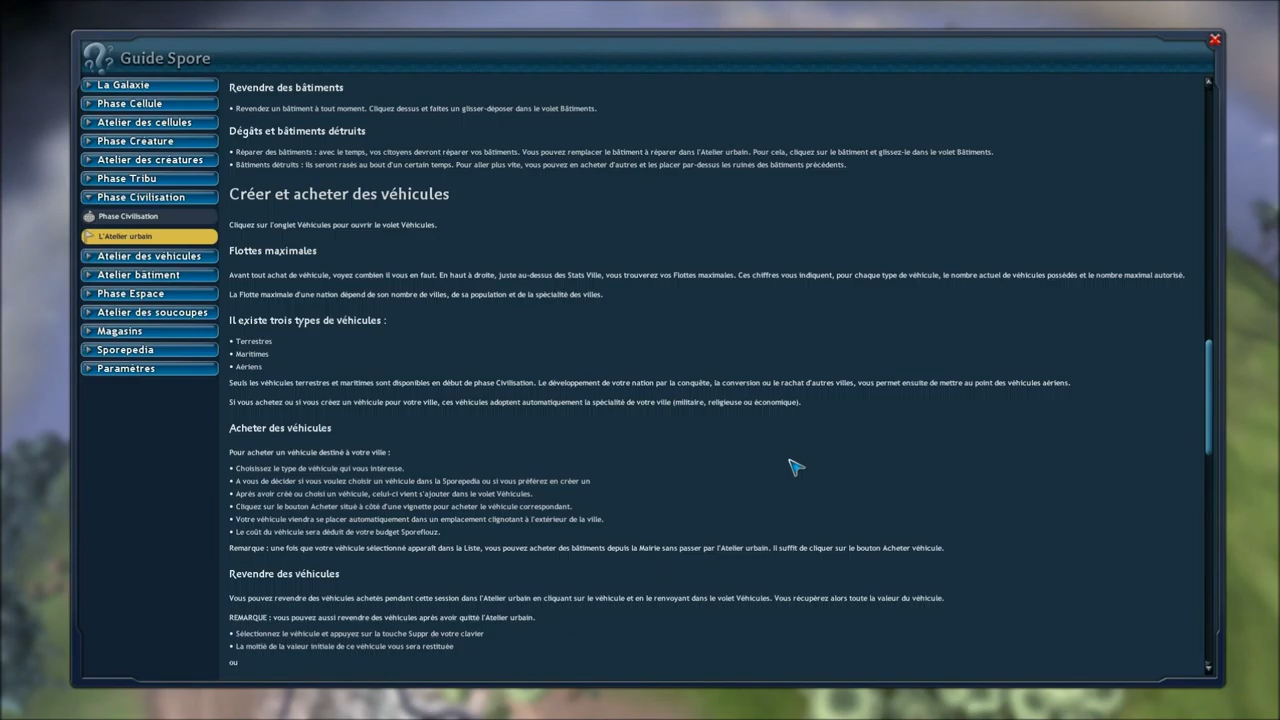 Guide Spore
La Galaxie
Phase Cellule
Atelier des cellules
Phase Créature
Atelier des créatures
Phase Tribu
Phase Civilisation
Phase Civilisation
L'Atelier urbain
Atelier des véhicules
Atelier bâtiment
Phase Espace
Atelier des soucoupes
Magasins
Sporepedia
Paramètres
Revendre des bâtiments
• Revendez un bâtiment à tout moment. Cliquez dessus et faites un glisser-déposer dans le volet Bâtiments.
Dégâts et bâtiments détruits
• Réparer des bâtiments : avec le temps, vos citoyens devront réparer vos bâtiments. Vous pouvez remplacer le bâtiment à réparer dans l'Atelier urbain. Pour cela, cliquez sur le bâtiment et glissez-le dans le volet Bâtiments.
• Bâtiments détruits : ils seront rasés au bout d'un certain temps. Pour aller plus vite, vous pouvez en acheter d'autres et les placer par-dessus les ruines des bâtiments précédents.
Créer et acheter des véhicules
Cliquez sur l'onglet Véhicules pour ouvrir le volet Véhicules.
Flottes maximales
Avant tout achat de véhicule, voyez combien il vous en faut. En haut à droite, juste au-dessus des Stats Ville, vous trouverez vos Flottes maximales. Ces chiffres vous indiquent, pour chaque type de véhicule, le nombre actuel de véhicules possédés et le nombre maximal autorisé.
La Flotte maximale d'une nation dépend de son nombre de villes, de sa population et de la spécialité des villes.
Il existe trois types de véhicules :
• Terrestres
• Maritimes
• Aériens
Seuls les véhicules terrestres et maritimes sont disponibles en début de phase Civilisation. Le développement de votre nation par la conquête, la conversion ou le rachat d'autres villes, vous permet ensuite de mettre au point des véhicules aériens.
Si vous achetez ou si vous créez un véhicule pour votre ville, ces véhicules adoptent automatiquement la spécialité de votre ville (militaire, religieuse ou économique).
Acheter des véhicules
Pour acheter un véhicule destiné à votre ville :
• Choisissez le type de véhicule qui vous intéresse.
• A vous de décider si vous voulez choisir un véhicule dans la Sporepedia ou si vous préférez en créer un
• Après avoir créé ou choisi un véhicule, celui-ci vient s'ajouter dans le volet Véhicules.
• Cliquez sur le bouton Acheter situé à côté d'une vignette pour acheter le véhicule correspondant.
• Votre véhicule viendra se placer automatiquement dans un emplacement clignotant à l'extérieur de la ville.
• Le coût du véhicule sera déduit de votre budget Sporeflouz.
Remarque : une fois que votre véhicule sélectionné apparaît dans la Liste, vous pouvez acheter des bâtiments depuis la Mairie sans passer par l'Atelier urbain. Il suffit de cliquer sur le bouton Acheter véhicule.
Revendre des véhicules
Vous pouvez revendre des véhicules achetés pendant cette session dans l'Atelier urbain en cliquant sur le véhicule et en le renvoyant dans le volet Véhicules. Vous récupérez alors toute la valeur du véhicule.
REMARQUE : vous pouvez aussi revendre des véhicules après avoir quitté l'Atelier urbain.
• Sélectionnez le véhicule et appuyez sur la touche Suppr de votre clavier
• La moitié de la valeur initiale de ce véhicule vous sera restituée
ou